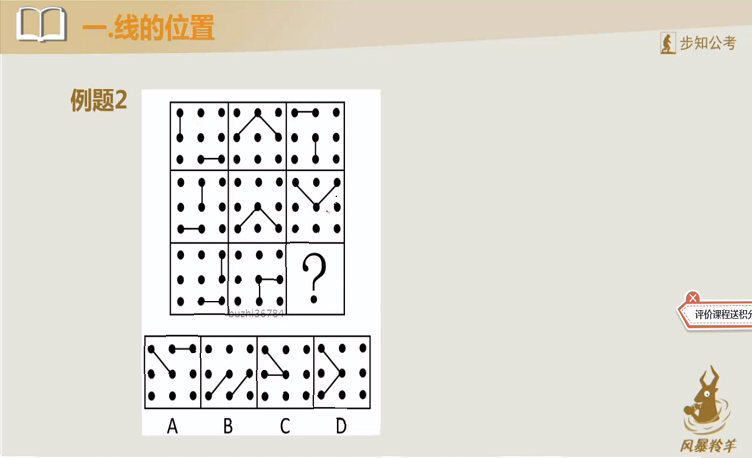 一.线的位置
步知公考
例题2
?
buzhi36784
评价课程送积分
A B C D
风暴羚羊